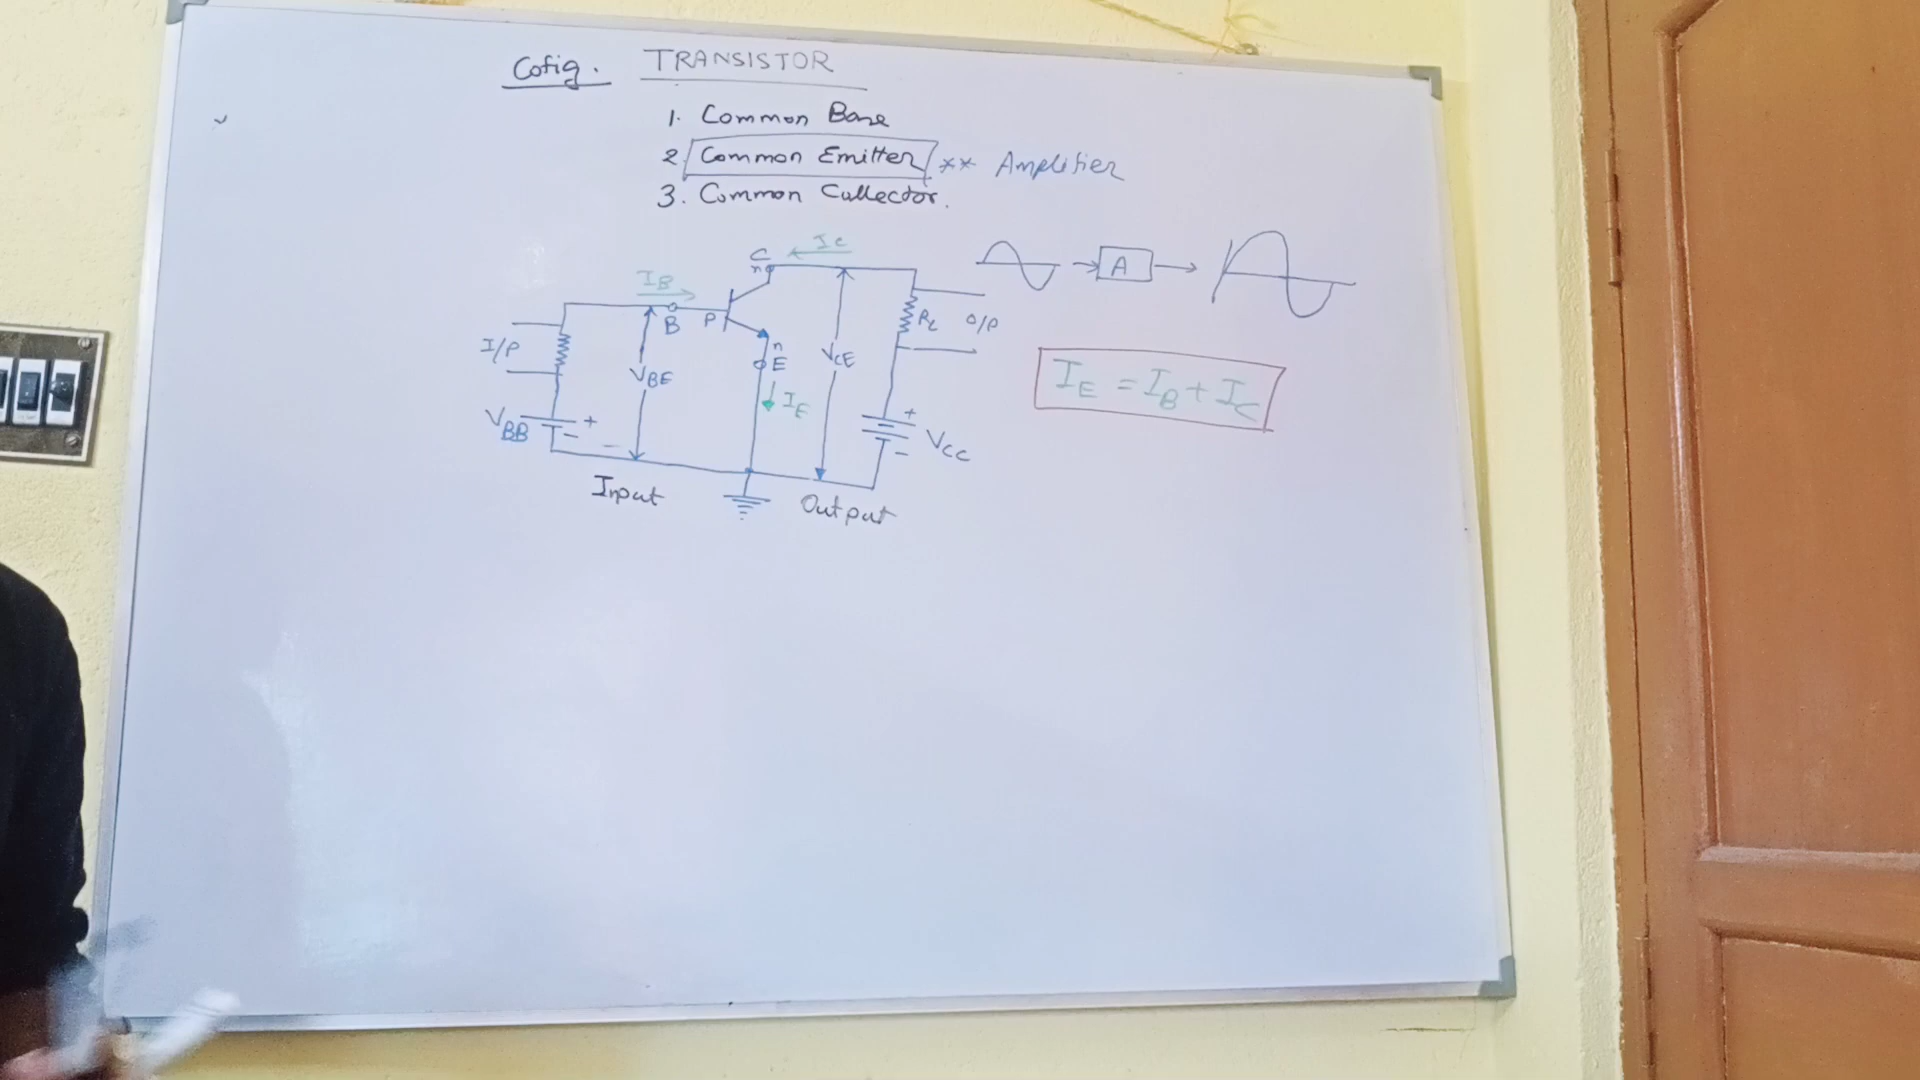 Cofig. TRANSISTOR
1. Common Base
2. Common Emitter ** Amplifier
3. Common Collector.
C
n
IC
IB
B
P
I/P
VBE
n
E
IE
VCE
RL
O/P
A
IE = IB + IC
VBB
+
-
-
+
-
VCC
Input
Output